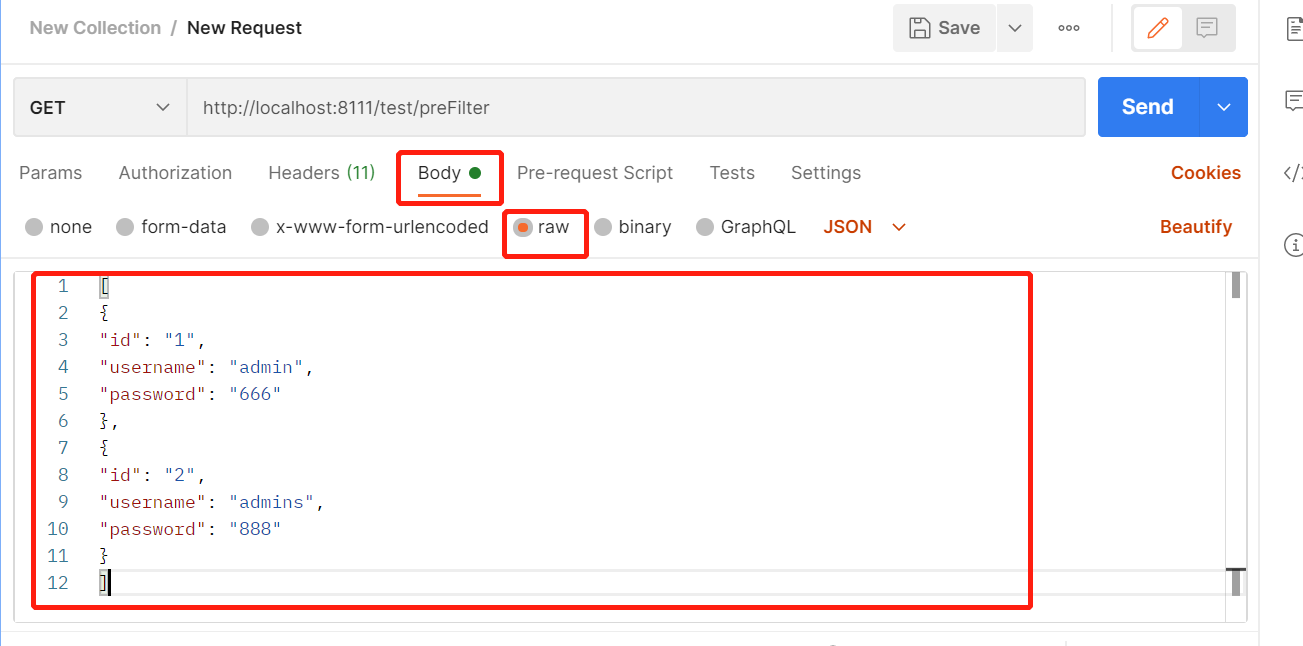 New Collection / New Request Save ooo
GET http://localhost:8111/test/preFilter Send
Params Authorization Headers (11) Body Pre-request Script Tests Settings Cookies
none form-data x-www-form-urlencoded raw binary GraphQL JSON Beautify
1 [
2 {
3 "id": "1",
4 "username": "admin",
5 "password": "666"
6 },
7 {
8 "id": "2",
9 "username": "admins",
10 "password": "888"
11 }
12 ]